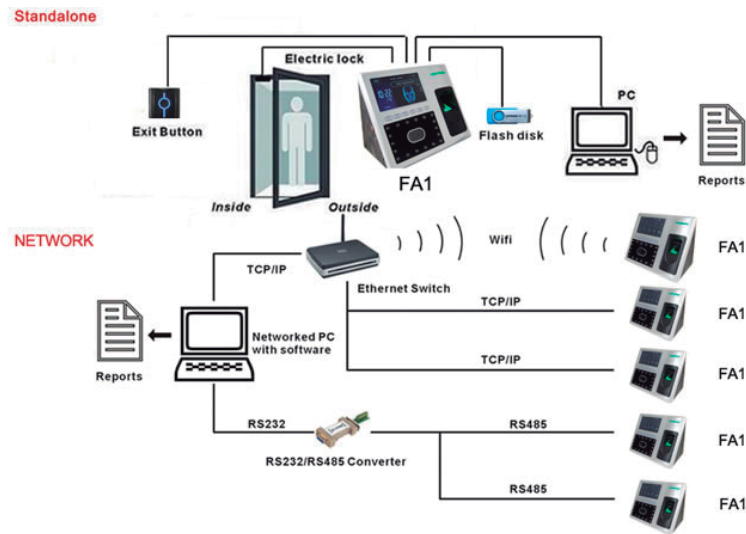 Standalone
Electric lock
PC
Exit Button
Flash disk
FA1
Reports
Inside
Outside
NETWORK
Wifi
FA1
TCP/IP
Ethernet Switch
TCP/IP
FA1
Networked PC
with software
Reports
TCP/IP
FA1
RS232
RS485
FA1
RS232/RS485 Converter
RS485
FA1